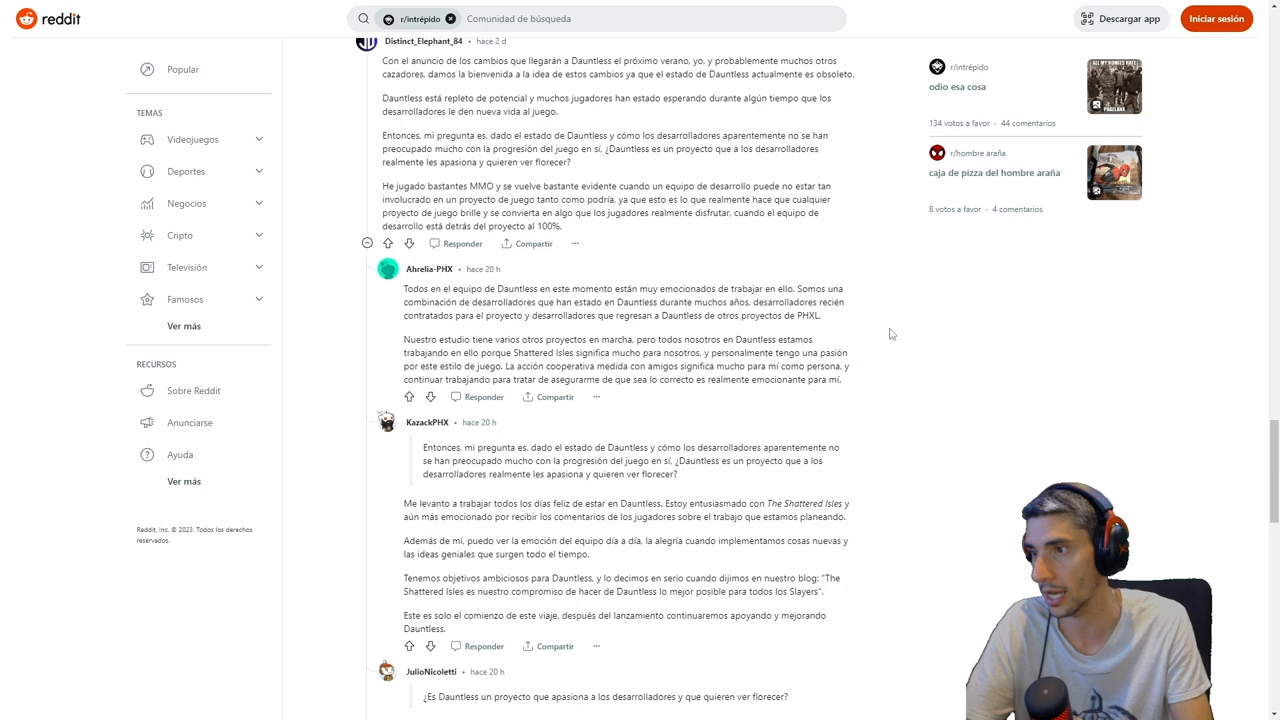 reddit
r/intrépido
Comunidad de búsqueda
Descargar app
Iniciar sesión
Popular
TEMAS
Videojuegos
Deportes
Negocios
Cripto
Televisión
Famosos
Ver más
RECURSOS
Sobre Reddit
Anunciarse
Ayuda
Ver más
Reddit, Inc. © 2023. Todos los derechos
reservados.
Distinct_Elephant_84 • hace 2 d
Con el anuncio de los cambios que llegarán a Dauntless el próximo verano, yo, y probablemente muchos otros
cazadores, damos la bienvenida a la idea de estos cambios ya que el estado de Dauntless actualmente es obsoleto.
Dauntless está repleto de potencial y muchos jugadores han estado esperando durante algún tiempo que los
desarrolladores le den nueva vida al juego.
Entonces, mi pregunta es, dado el estado de Dauntless y cómo los desarrolladores aparentemente no se han
preocupado mucho con la progresión del juego en sí, ¿Dauntless es un proyecto que a los desarrolladores
realmente les apasiona y quieren ver florecer?
He jugado bastantes MMO y se vuelve bastante evidente cuando un equipo de desarrollo puede no estar tan
involucrado en un proyecto de juego tanto como podría, ya que esto es lo que realmente hace que cualquier
proyecto de juego brille y se convierta en algo que los jugadores realmente disfrutar, cuando el equipo de
desarrollo está detrás del proyecto al 100%.
Responder Compartir ...
Ahrelia-PHX • hace 20 h
Todos en el equipo de Dauntless en este momento están muy emocionados de trabajar en ello. Somos una
combinación de desarrolladores que han estado en Dauntless durante muchos años, desarrolladores recién
contratados para el proyecto y desarrolladores que regresan a Dauntless de otros proyectos de PHXL.
Nuestro estudio tiene varios otros proyectos en marcha, pero todos nosotros en Dauntless estamos
trabajando en ello porque Shattered Isles significa mucho para nosotros, y personalmente tengo una pasión
por este estilo de juego. La acción cooperativa medida con amigos significa mucho para mí como persona, y
continuar trabajando para tratar de asegurarme de que sea lo correcto es realmente emocionante para mí.
Responder Compartir ...
KazackPHX • hace 20 h
Entonces, mi pregunta es, dado el estado de Dauntless y cómo los desarrolladores aparentemente no
se han preocupado mucho con la progresión del juego en sí, ¿Dauntless es un proyecto que a los
desarrolladores realmente les apasiona y quieren ver florecer?
Me levanto a trabajar todos los días feliz de estar en Dauntless. Estoy entusiasmado con The Shattered Isles y
aún más emocionado por recibir los comentarios de los jugadores sobre el trabajo que estamos planeando.
Además de mí, puedo ver la emoción del equipo día a día, la alegría cuando implementamos cosas nuevas y
las ideas geniales que surgen todo el tiempo.
Tenemos objetivos ambiciosos para Dauntless, y lo decimos en serio cuando dijimos en nuestro blog: "The
Shattered Isles es nuestro compromiso de hacer de Dauntless lo mejor posible para todos los Slayers".
Este es solo el comienzo de este viaje, después del lanzamiento continuaremos apoyando y mejorando
Dauntless.
Responder Compartir ...
JulioNicoletti • hace 20 h
¿Es Dauntless un proyecto que apasiona a los desarrolladores y que quieren ver florecer?
r/intrépido
odio esa cosa
ALL MY HOMIES HATE
134 votos a favor • 44 comentarios
r/hombre araña
caja de pizza del hombre araña
8 votos a favor • 4 comentarios